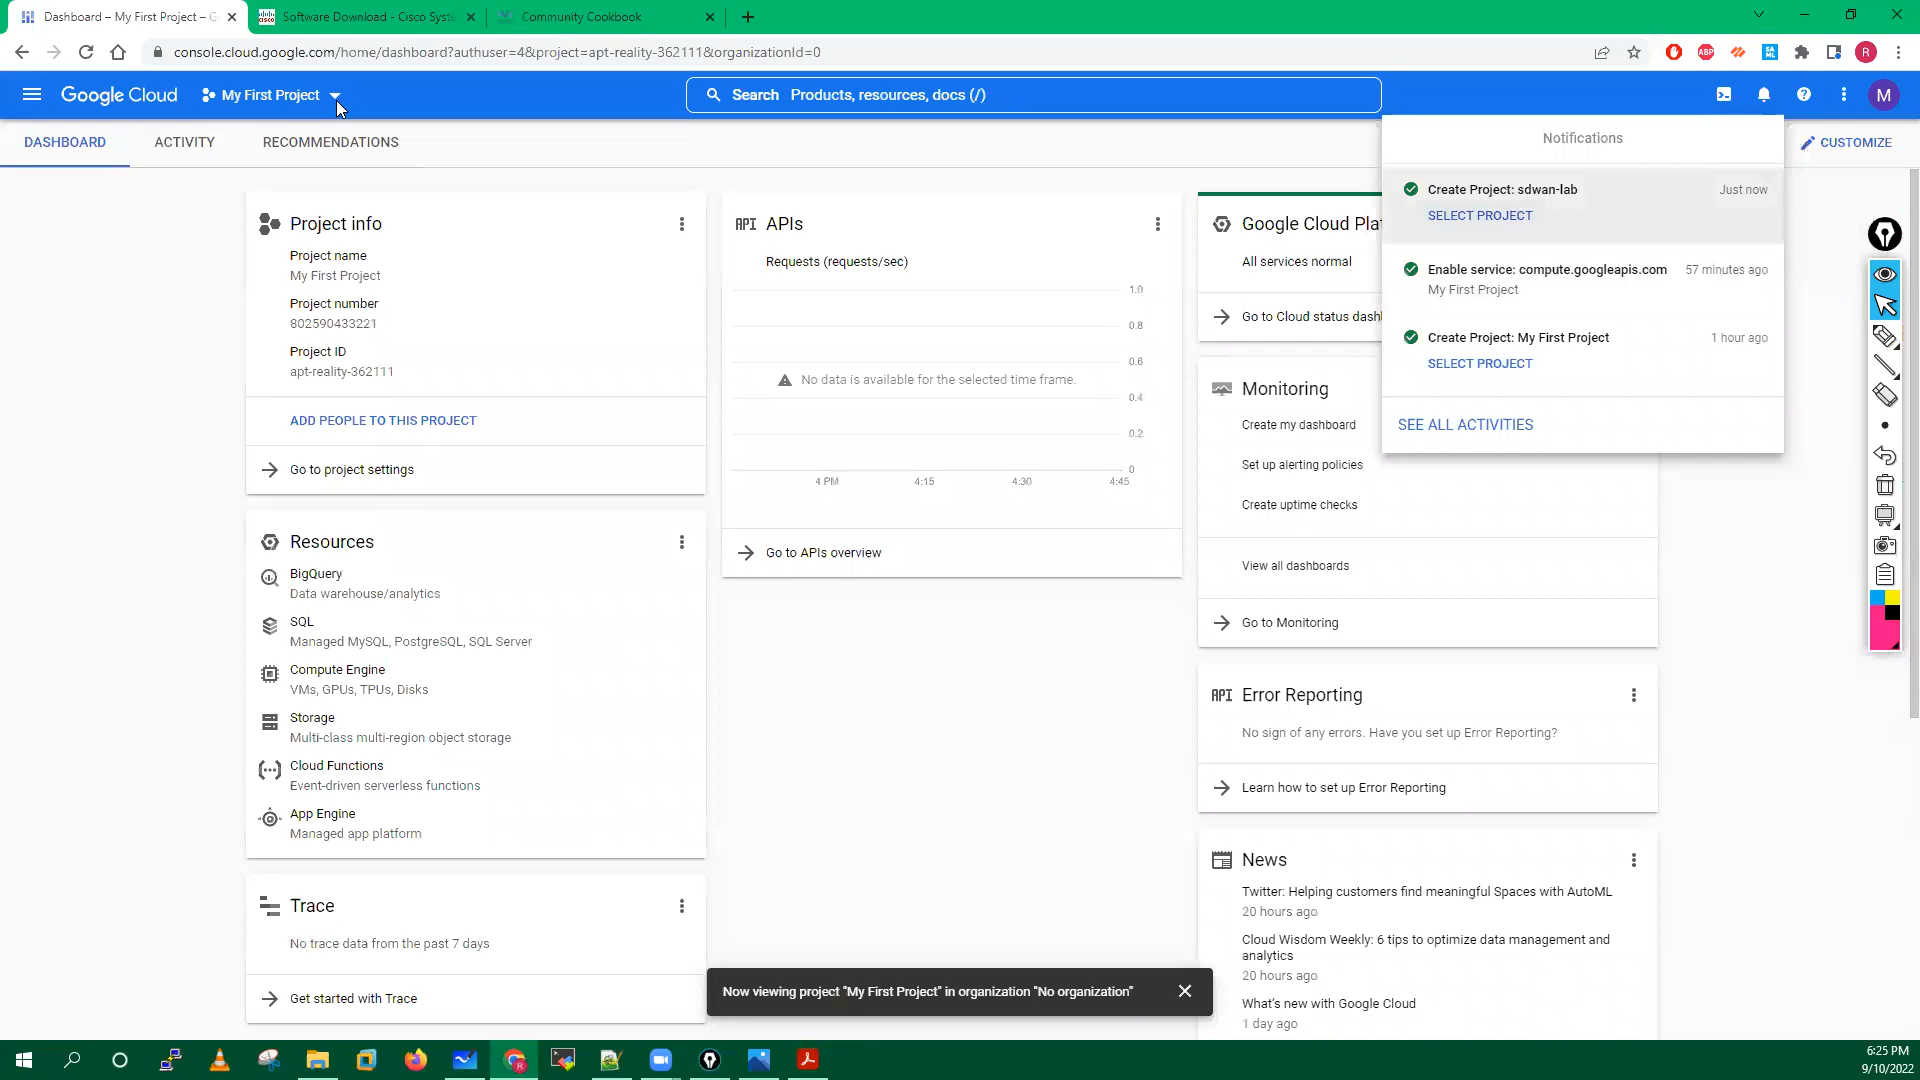 Dashboard – My First Project – G
Software Download - Cisco Syste
Community Cookbook
console.cloud.google.com/home/dashboard?authuser=4&project=apt-reality-362111&organizationId=0
ABP
R
Google Cloud
My First Project
Search Products, resources, docs (/)
M
DASHBOARD
ACTIVITY
RECOMMENDATIONS
CUSTOMIZE
Notifications
Create Project: sdwan-lab
Just now
SELECT PROJECT
Enable service: compute.googleapis.com
57 minutes ago
My First Project
Create Project: My First Project
1 hour ago
SELECT PROJECT
SEE ALL ACTIVITIES
Project info
Project name
My First Project
Project number
802590433221
Project ID
apt-reality-362111
ADD PEOPLE TO THIS PROJECT
Go to project settings
Resources
BigQuery
Data warehouse/analytics
SQL
Managed MySQL, PostgreSQL, SQL Server
Compute Engine
VMs, GPUs, TPUs, Disks
Storage
Multi-class multi-region object storage
Cloud Functions
Event-driven serverless functions
App Engine
Managed app platform
Trace
No trace data from the past 7 days
Get started with Trace
API APIs
Requests (requests/sec)
1.0
0.8
0.6
No data is available for the selected time frame.
0.4
0.2
0
4 PM
4:15
4:30
4:45
Go to APIs overview
Google Cloud Pla
All services normal
Go to Cloud status dash
Monitoring
Create my dashboard
Set up alerting policies
Create uptime checks
View all dashboards
Go to Monitoring
API Error Reporting
No sign of any errors. Have you set up Error Reporting?
Learn how to set up Error Reporting
News
Twitter: Helping customers find meaningful Spaces with AutoML
20 hours ago
Cloud Wisdom Weekly: 6 tips to optimize data management and
analytics
20 hours ago
What's new with Google Cloud
1 day ago
Now viewing project "My First Project" in organization "No organization"
6:25 PM
9/10/2022